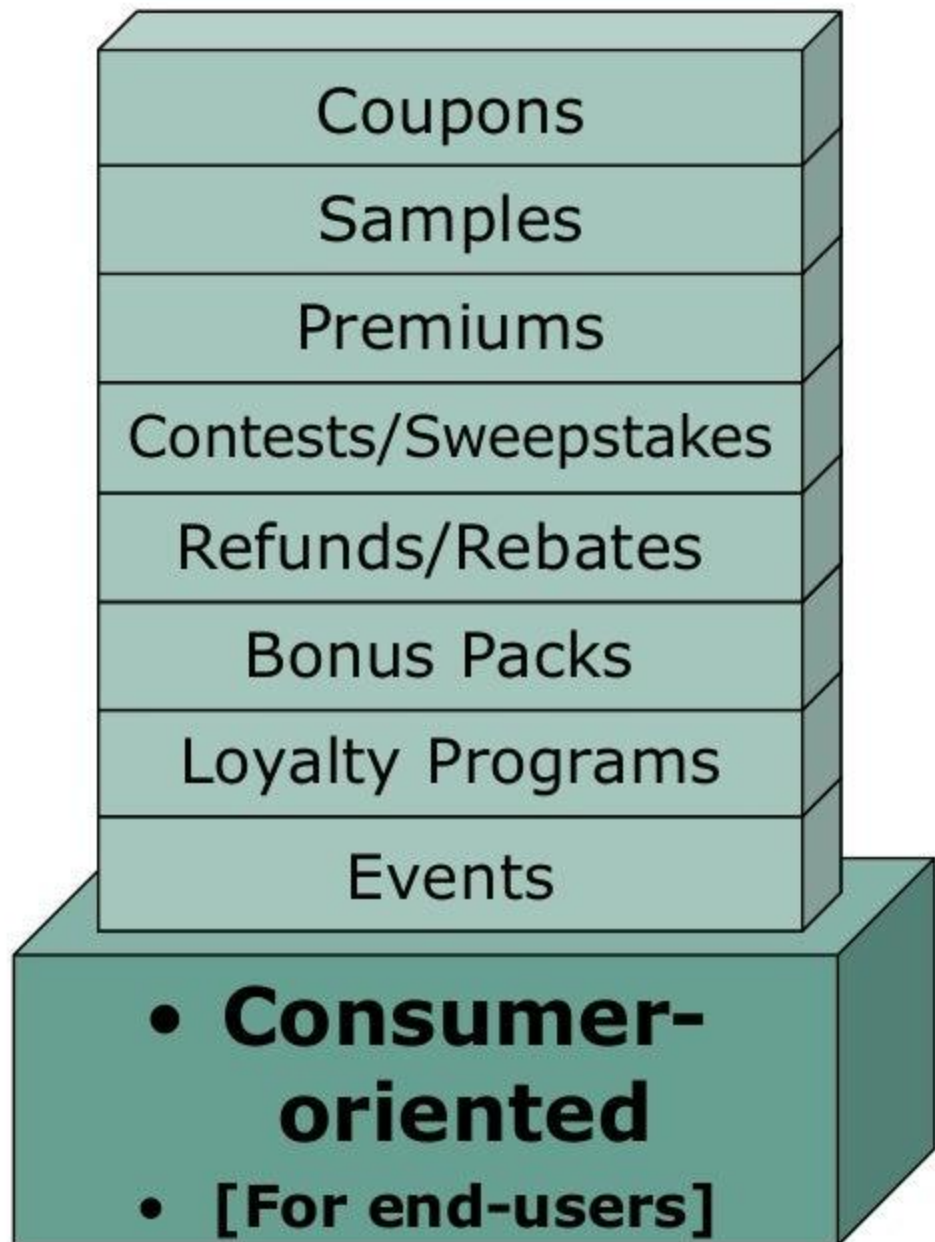 Coupons
Samples
Premiums
Contests/Sweepstakes
Refunds/Rebates
Bonus Packs
Loyalty Programs
Events
• Consumer-
oriented
• [For end-users]